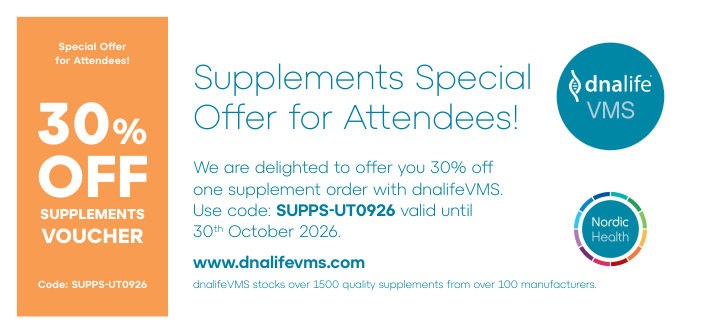 Special Offer
for Attendees!
30%
OFF
SUPPLEMENTS
VOUCHER
Code: SUPPS-UT0926
Supplements Special
Offer for Attendees!
We are delighted to offer you 30% off
one supplement order with dnalifeVMS.
Use code: SUPPS-UT0926 valid until
30th October 2026.
www.dnalifevms.com
dnalifeVMS stocks over 1500 quality supplements from over 100 manufacturers.
dnalife
VMS
Nordic
Health